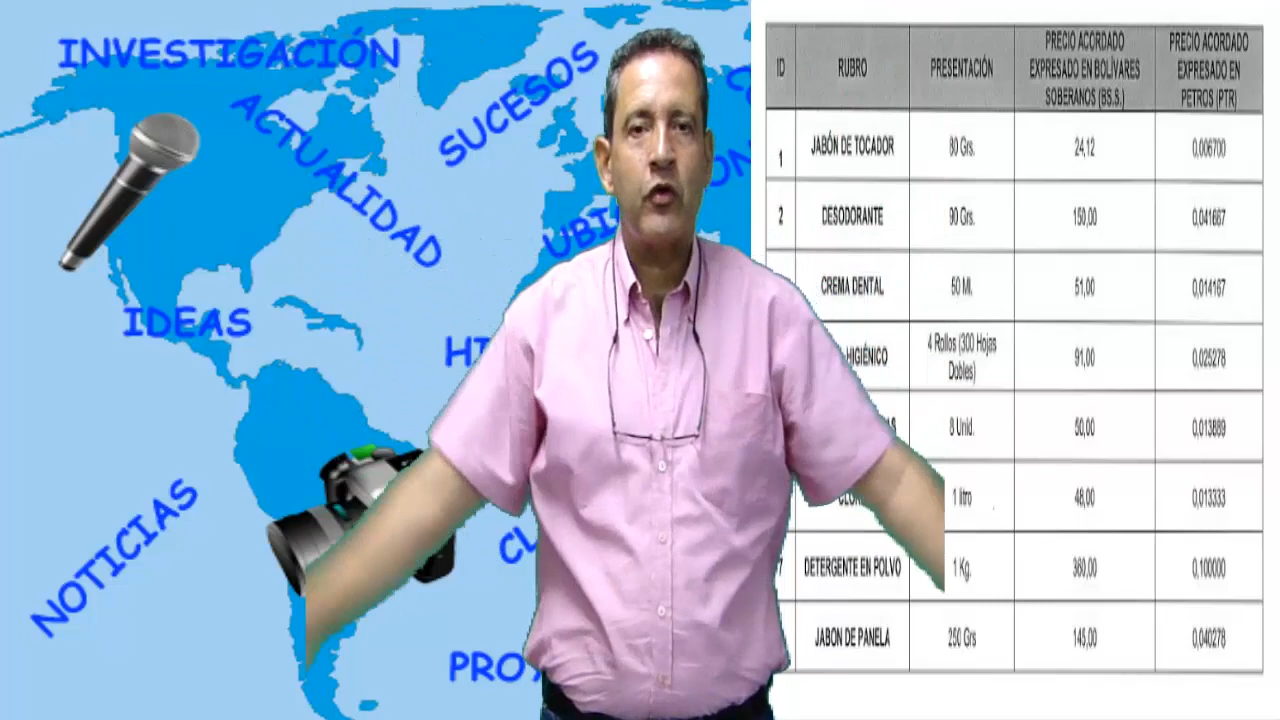 INVESTIGACIÓN
ACTUALIDAD
SUCESOS
IDEAS
NOTICIAS
ID
RUBRO
PRESENTACIÓN
PRECIO ACORDADO
EXPRESADO EN BOLÍVARES
SOBERANOS (BS.S.)
PRECIO ACORDADO
EXPRESADO EN
PETROS (PTR)
1
JABÓN DE TOCADOR
80 Grs.
24,12
0,006700
2
DESODORANTE
90 Grs.
150,00
0,041667
CREMA DENTAL
50 Ml.
51,00
0,014167
HIGIÉNICO
4 Rollos (300 Hojas
Dobles)
91,00
0,025278
8 Unid.
50,00
0,013889
1 litro
48,00
0,013333
7
DETERGENTE EN POLVO
1 Kg.
360,00
0,100000
JABON DE PANELA
250 Grs
145,00
0,040278